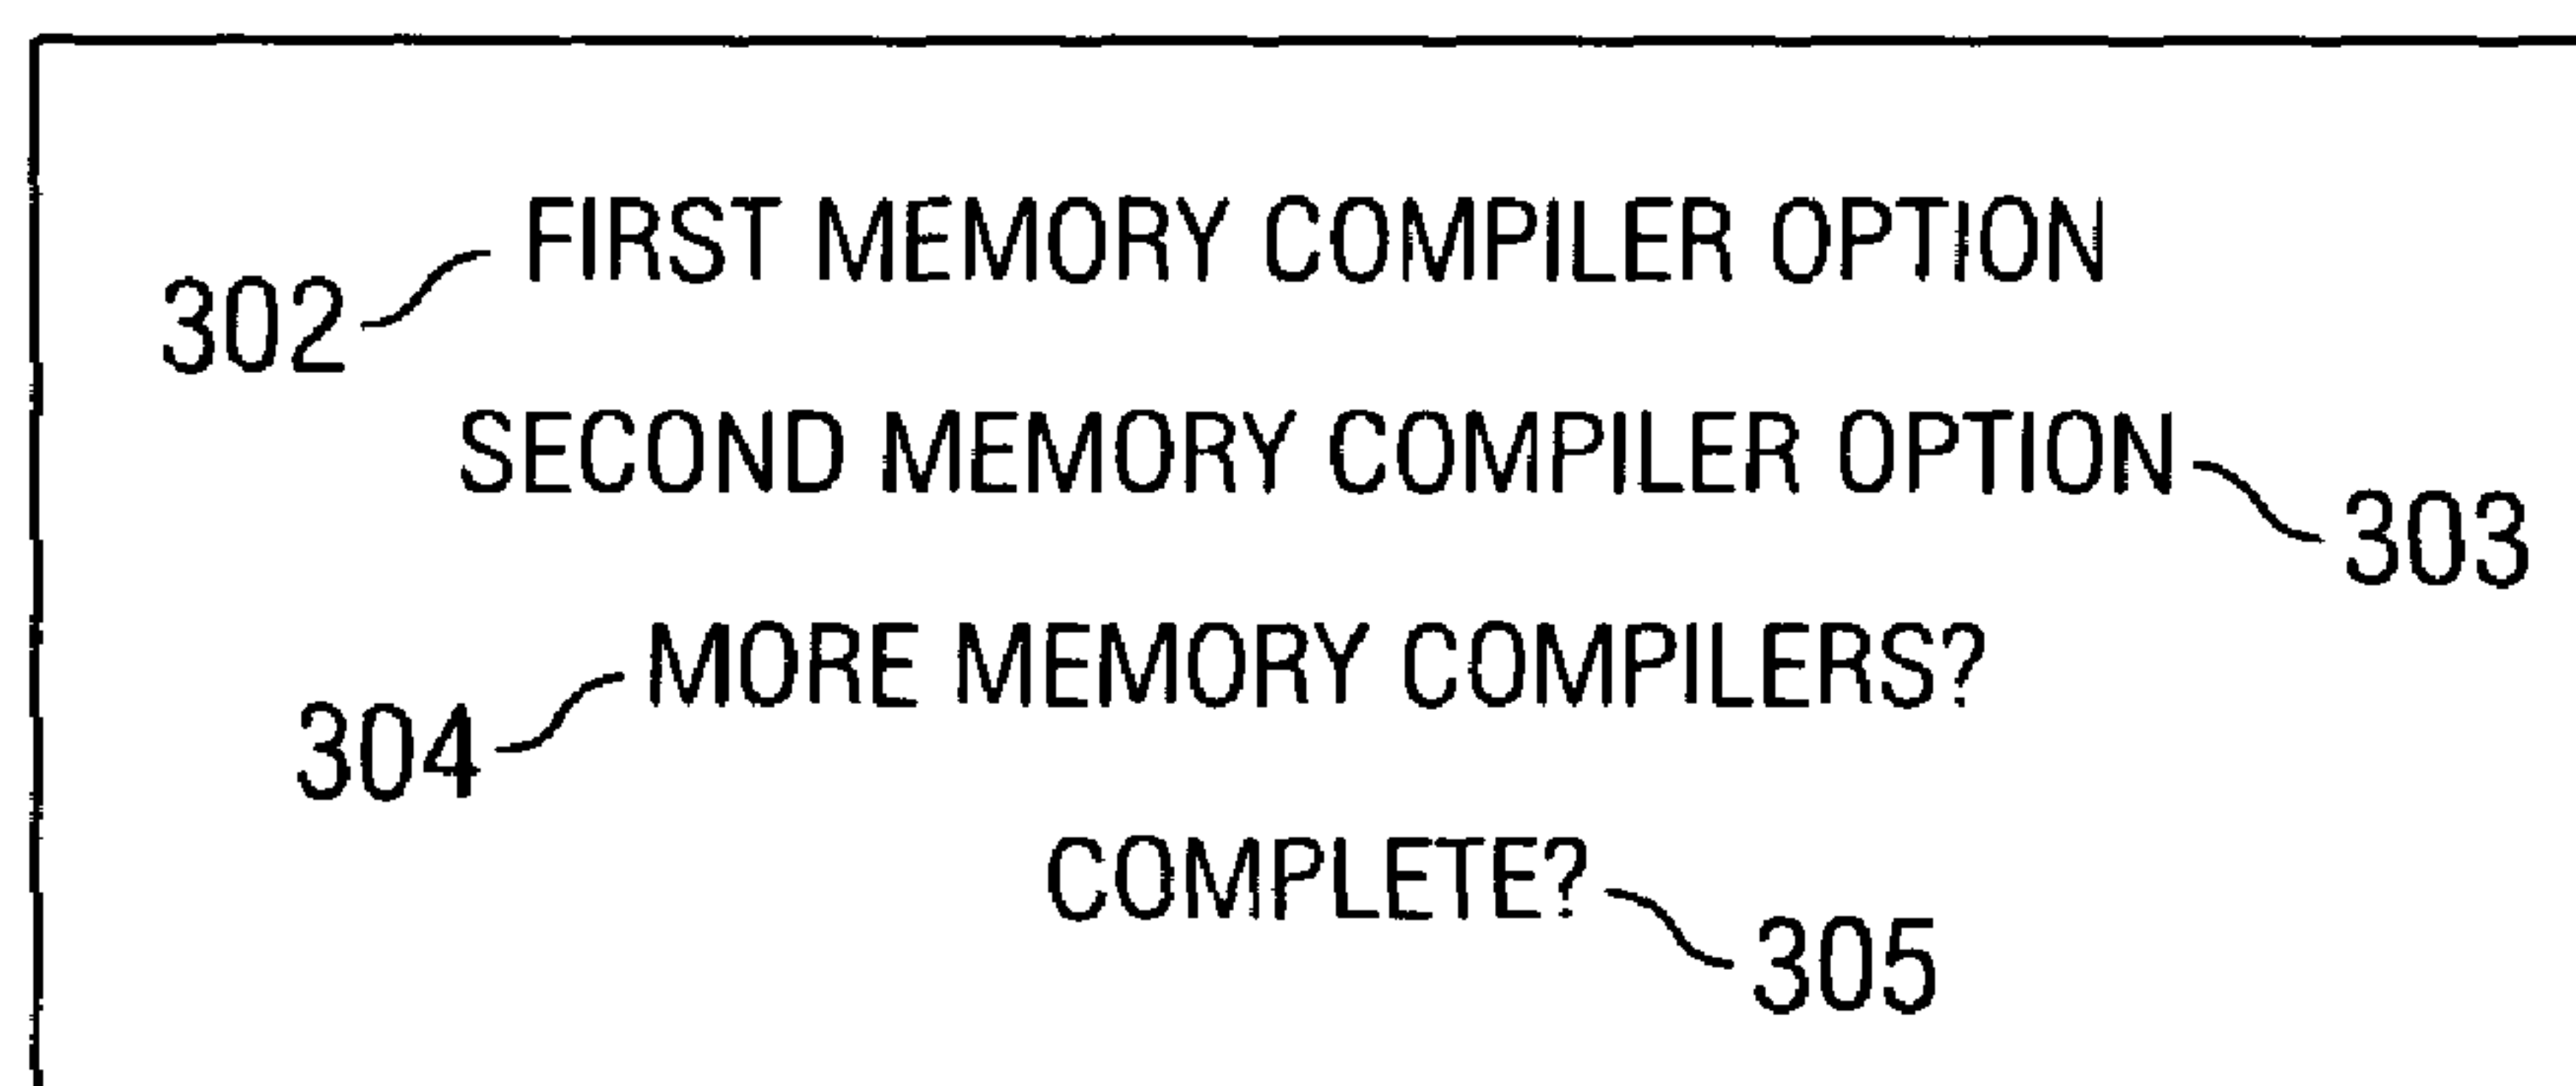 FIRST MEMORY COMPILER OPTION
302
SECOND MEMORY COMPILER OPTION
303
MORE MEMORY COMPILERS?
304
COMPLETE?
305